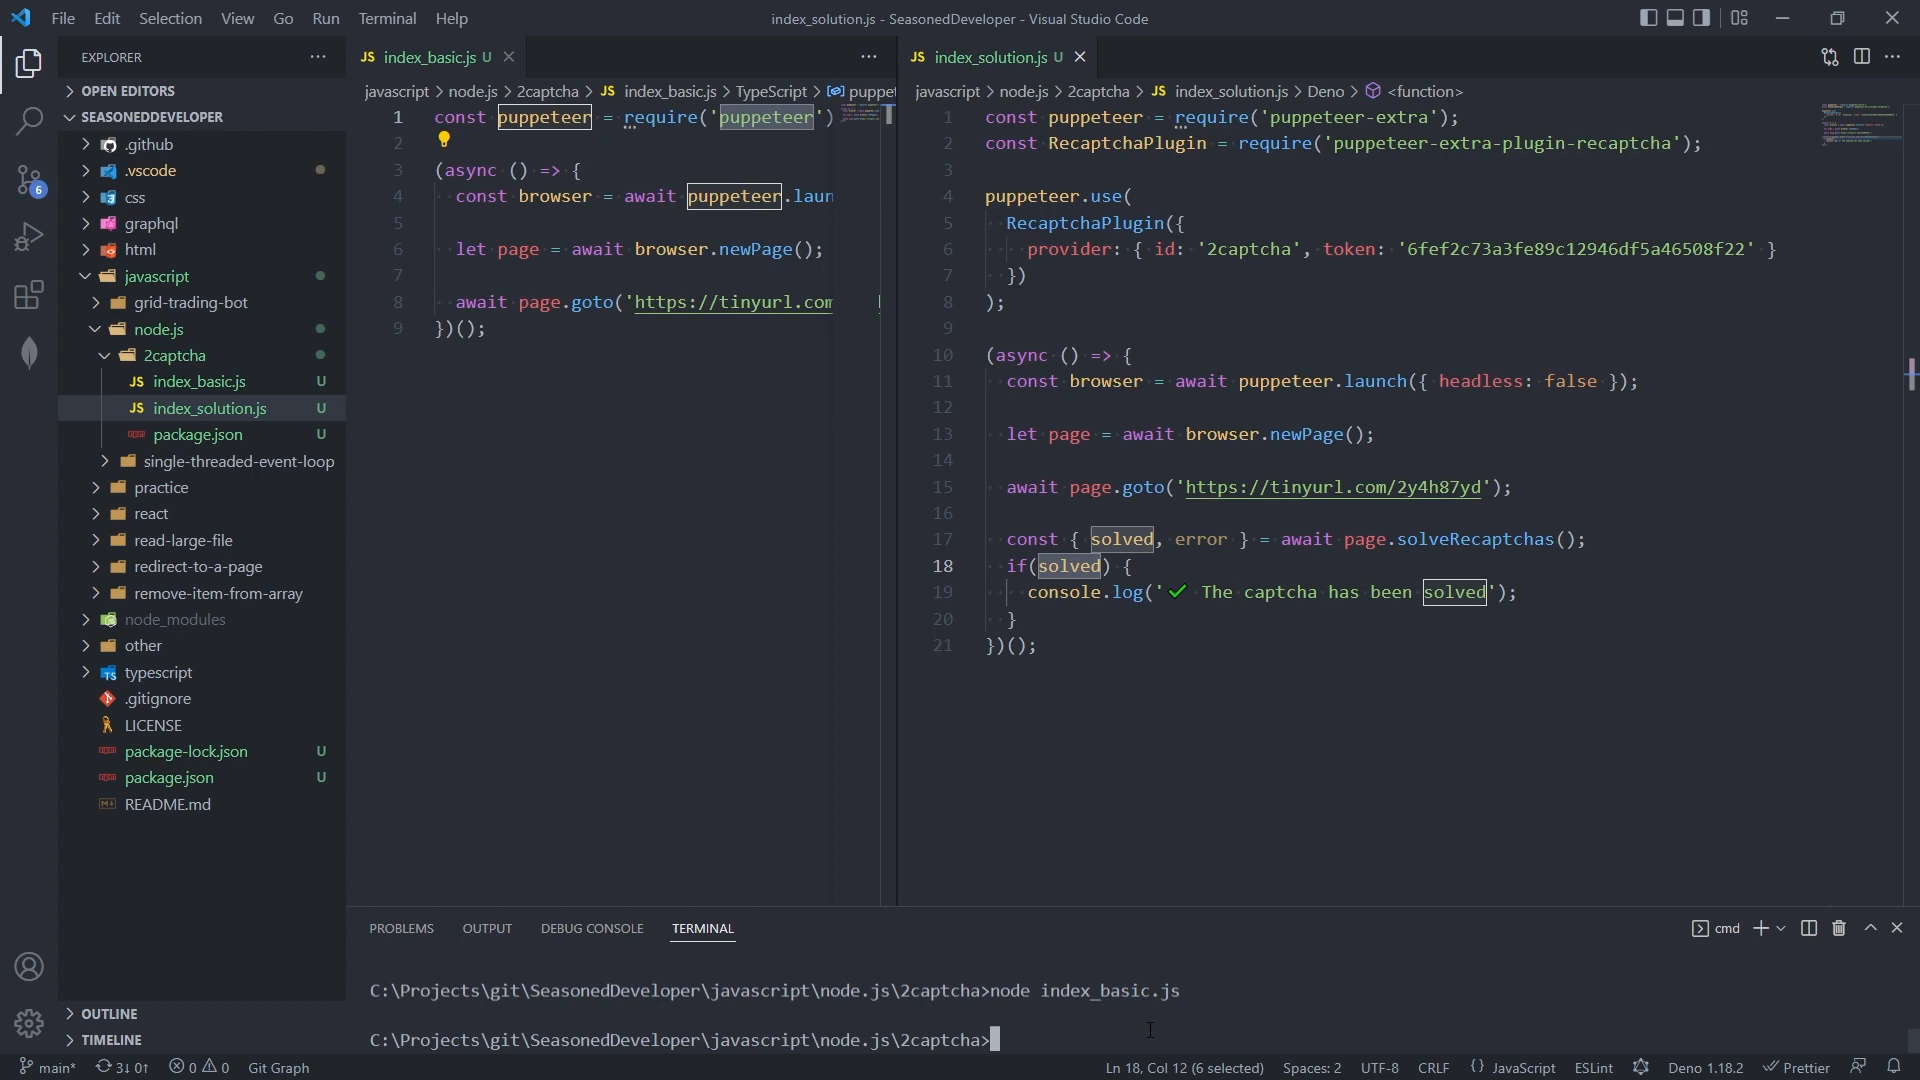 File Edit Selection View Go Run Terminal Help
index_solution.js - SeasonedDeveloper - Visual Studio Code
EXPLORER
OPEN EDITORS
SEASONEDDEVELOPER
.github
.vscode
css
graphql
html
javascript
grid-trading-bot
node.js
2captcha
JS index_basic.js U
JS index_solution.js U
package.json U
single-threaded-event-loop
practice
react
read-large-file
redirect-to-a-page
remove-item-from-array
node_modules
other
typescript
.gitignore
LICENSE
package-lock.json U
package.json U
README.md
OUTLINE
TIMELINE
6
JS index_basic.js U
javascript > node.js > 2captcha > JS index_basic.js > TypeScript > puppet
1 const puppeteer = require('puppeteer')
2
3 (async () => {
4 const browser = await puppeteer.laun
5
6 let page = await browser.newPage();
7
8 await page.goto('https://tinyurl.com
9 })();
JS index_solution.js U
javascript > node.js > 2captcha > JS index_solution.js > Deno > <function>
1 const puppeteer = require('puppeteer-extra');
2 const RecaptchaPlugin = require('puppeteer-extra-plugin-recaptcha');
3
4 puppeteer.use(
5 RecaptchaPlugin({
6 provider: { id: '2captcha', token: '6fef2c73a3fe89c12946df5a46508f22' }
7 })
8 );
9
10 (async () => {
11 const browser = await puppeteer.launch({ headless: false });
12
13 let page = await browser.newPage();
14
15 await page.goto('https://tinyurl.com/2y4h87yd');
16
17 const { solved, error } = await page.solveRecaptchas();
18 if(solved) {
19 console.log('✔ The captcha has been solved');
20 }
21 })();
PROBLEMS OUTPUT DEBUG CONSOLE TERMINAL
cmd
C:\Projects\git\SeasonedDeveloper\javascript\node.js\2captcha>node index_basic.js
C:\Projects\git\SeasonedDeveloper\javascript\node.js\2captcha>
main* 3↓ 0↑ 0 0 Git Graph
Ln 18, Col 12 (6 selected) Spaces: 2 UTF-8 CRLF {} JavaScript ESLint Deno 1.18.2 Prettier